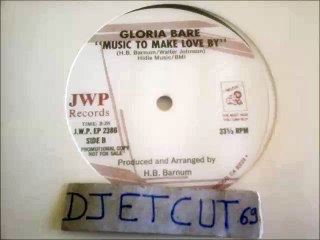 GLORIA BARE
"MUSIC TO MAKE LOVE BY"
(H.B. Barnum/Walter Johnson)
Hidle Music/BMI
JWP
Records
J.W.P. EP 2386
SIDE B
PROMOTIONAL COPY
NOT FOR SALE
33⅓ RPM
Produced and Arranged by
H.B. Barnum
DJETCUT69